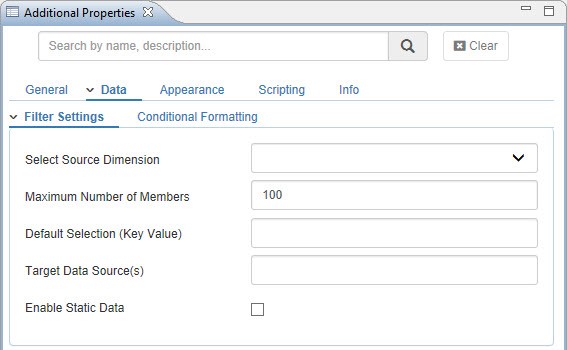 Additional Properties
Search by name, description...
Clear
General Data Appearance Scripting Info
Filter Settings Conditional Formatting
Select Source Dimension
Maximum Number of Members 100
Default Selection (Key Value)
Target Data Source(s)
Enable Static Data